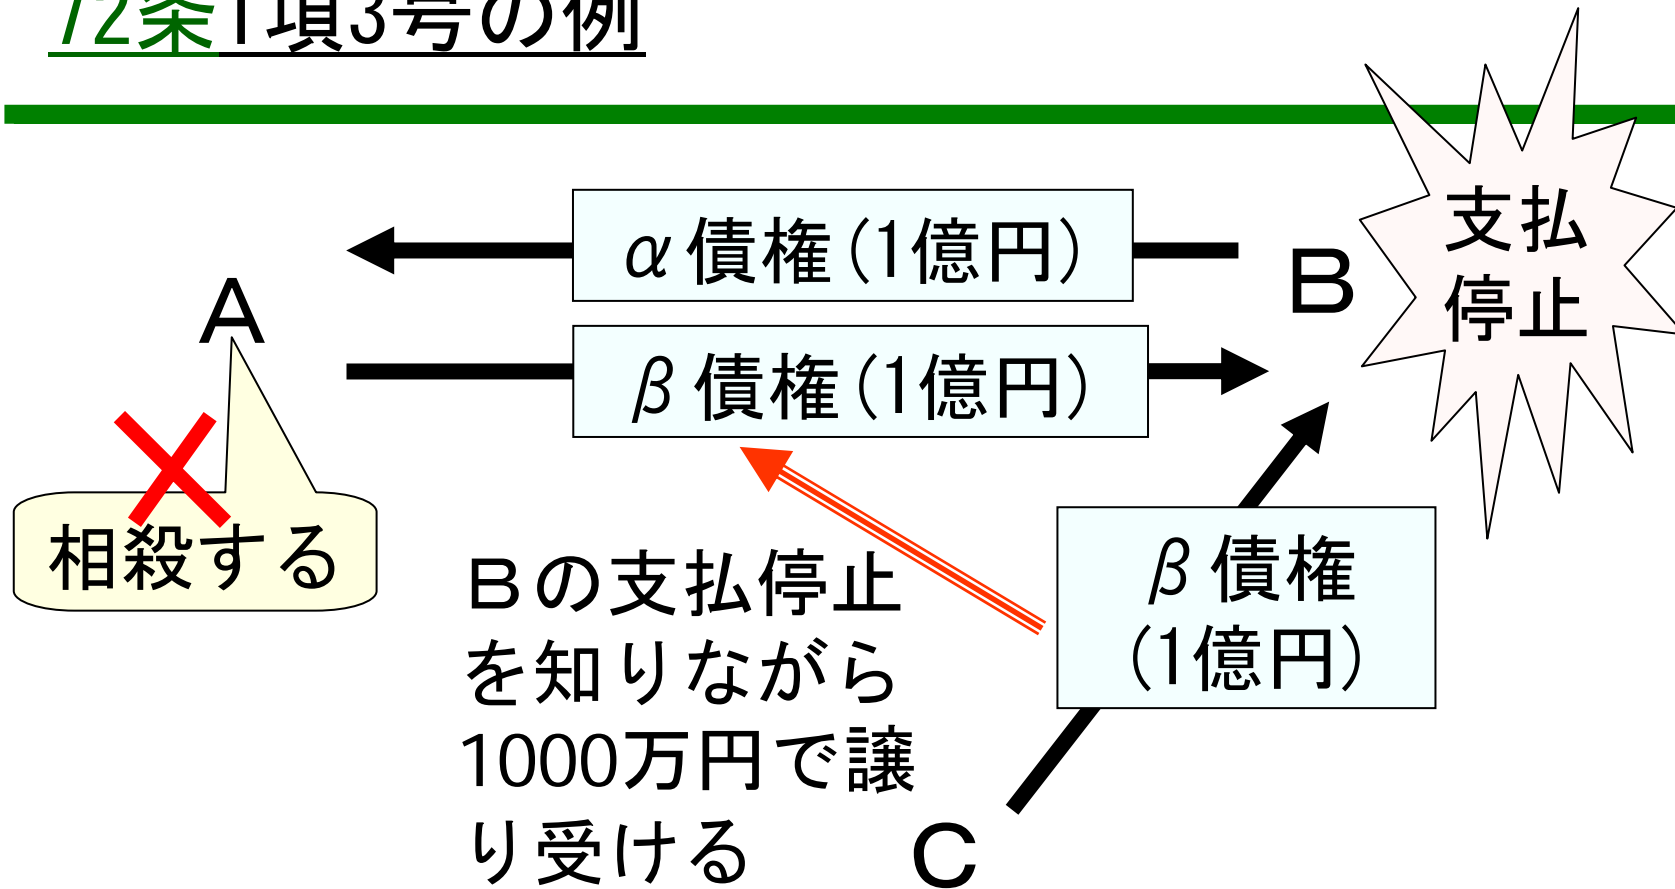 72条1項3号の例
支払
停止
α債権(1億円)
B
A
β債権(1億円)
相殺する
Bの支払停止
を知りながら
1000万円で譲
り受ける
β債権
(1億円)
C